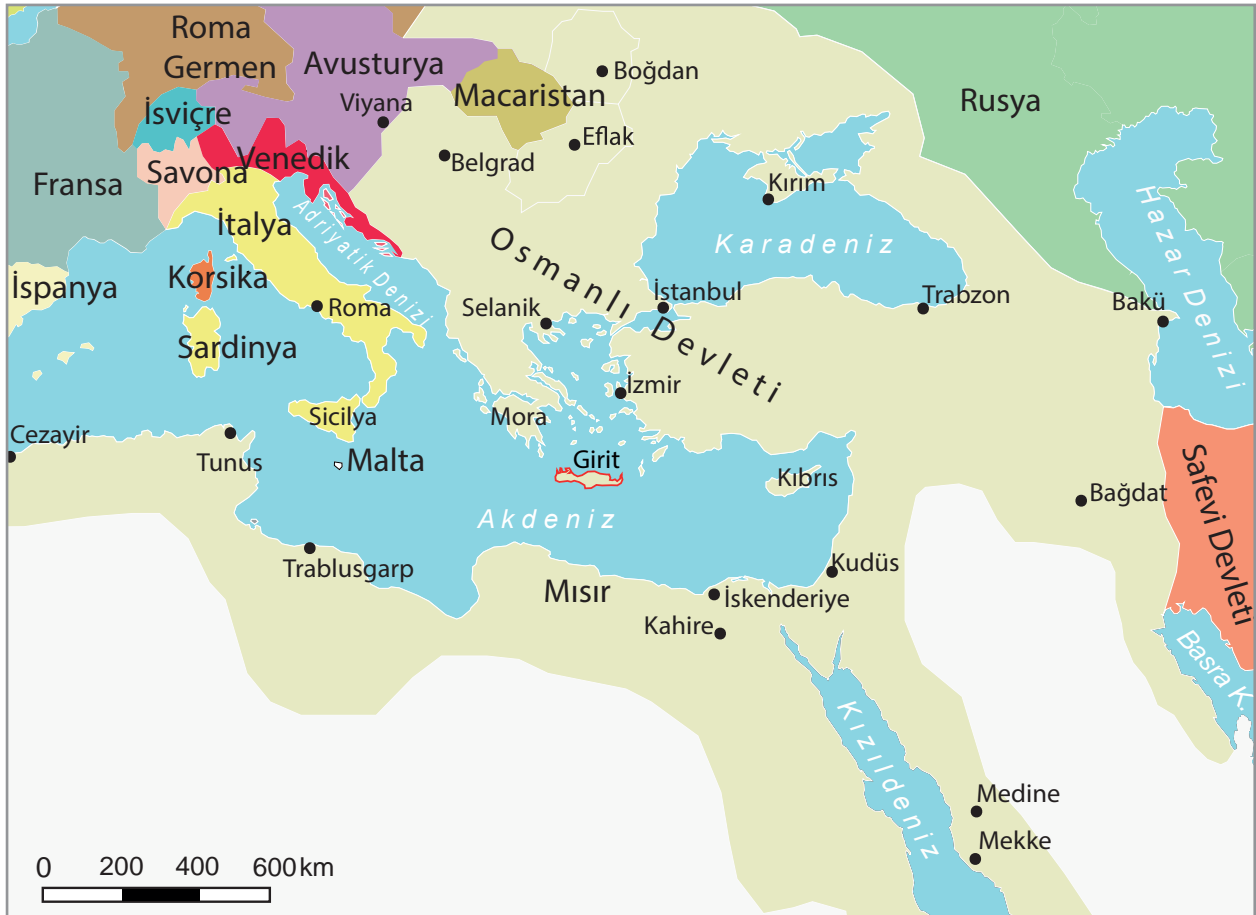 Roma
Germen
Avusturya
Boğdan
Macaristan
Rusya
İsviçre
Viyana
Eflak
Venedik
Belgrad
Savona
Fransa
Kırım
Hazar Denizi
İtalya
Adriyatik Denizi
Karadeniz
Osmanlı Devleti
Korsika
İspanya
Roma
Selanik
İstanbul
Trabzon
Bakü
Sardinya
İzmir
Sicilya
Mora
Cezayir
Tunus
Malta
Girit
Kıbrıs
Bağdat
Safevi Devleti
Akdeniz
Trablusgarp
Kudüs
Mısır
İskenderiye
Kahire
Basra K.
Kızıldeniz
Medine
Mekke
0 200 400 600 km